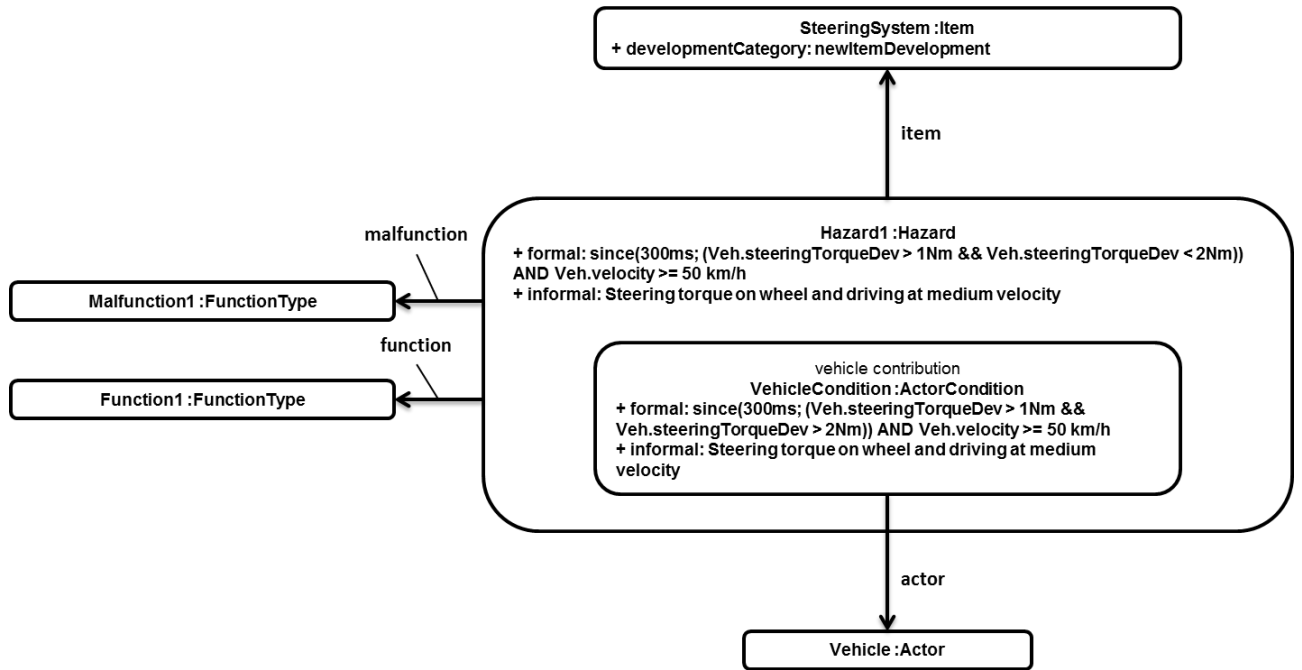 SteeringSystem :Item
+ developmentCategory: newItemDevelopment
item
Hazard1 :Hazard
+ formal: since(300ms; (Veh.steeringTorqueDev > 1Nm && Veh.steeringTorqueDev < 2Nm))
AND Veh.velocity >= 50 km/h
+ informal: Steering torque on wheel and driving at medium velocity
malfunction
Malfunction1 :FunctionType
function
Function1 :FunctionType
vehicle contribution
VehicleCondition :ActorCondition
+ formal: since(300ms; (Veh.steeringTorqueDev > 1Nm &&
Veh.steeringTorqueDev > 2Nm)) AND Veh.velocity >= 50 km/h
+ informal: Steering torque on wheel and driving at medium
velocity
actor
Vehicle :Actor